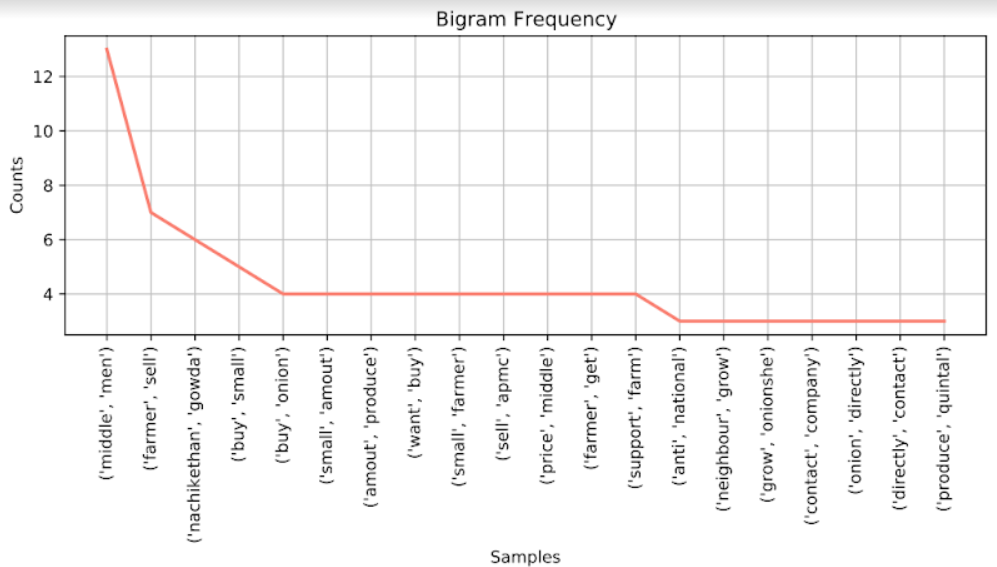 Bigram Frequency
12
10
8
6
4
Counts
('middle', 'men')
('farmer', 'sell')
('nachikethan', 'gowda')
('buy', 'small')
('buy', 'onion')
('small', 'amout')
('amout', 'produce')
('want', 'buy')
('small', 'farmer')
('sell', 'apmc')
('price', 'middle')
('farmer', 'get')
('support', 'farm')
('anti', 'national')
('neighbour', 'grow')
('grow', 'onionshe')
('contact', 'company')
('onion', 'directly')
('directly', 'contact')
('produce', 'quintal')
Samples